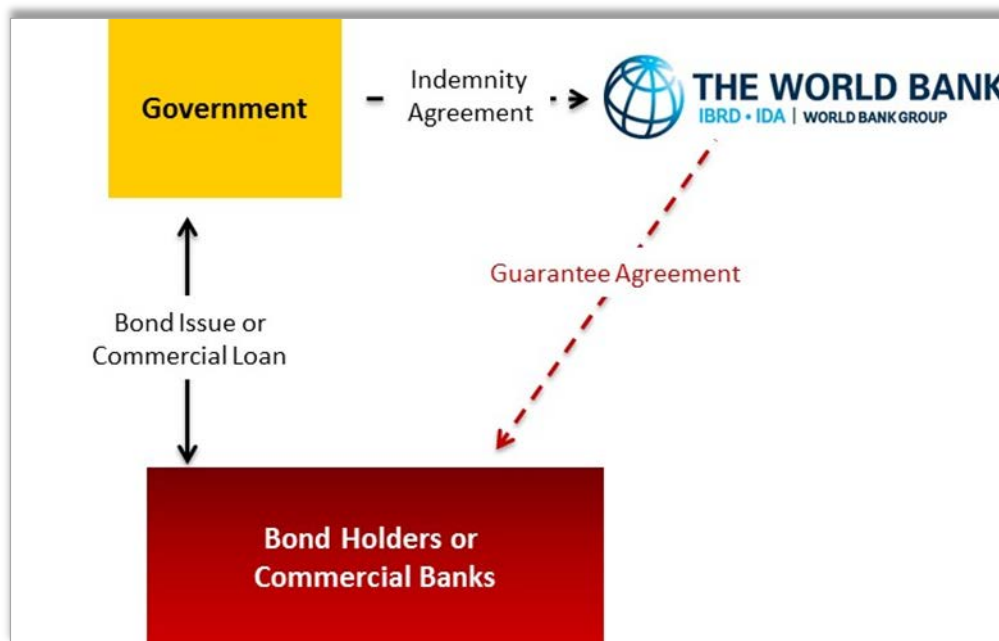 Government
Indemnity
Agreement
THE WORLD BANK
IBRD • IDA | WORLD BANK GROUP
Guarantee Agreement
Bond Issue or
Commercial Loan
Bond Holders or
Commercial Banks